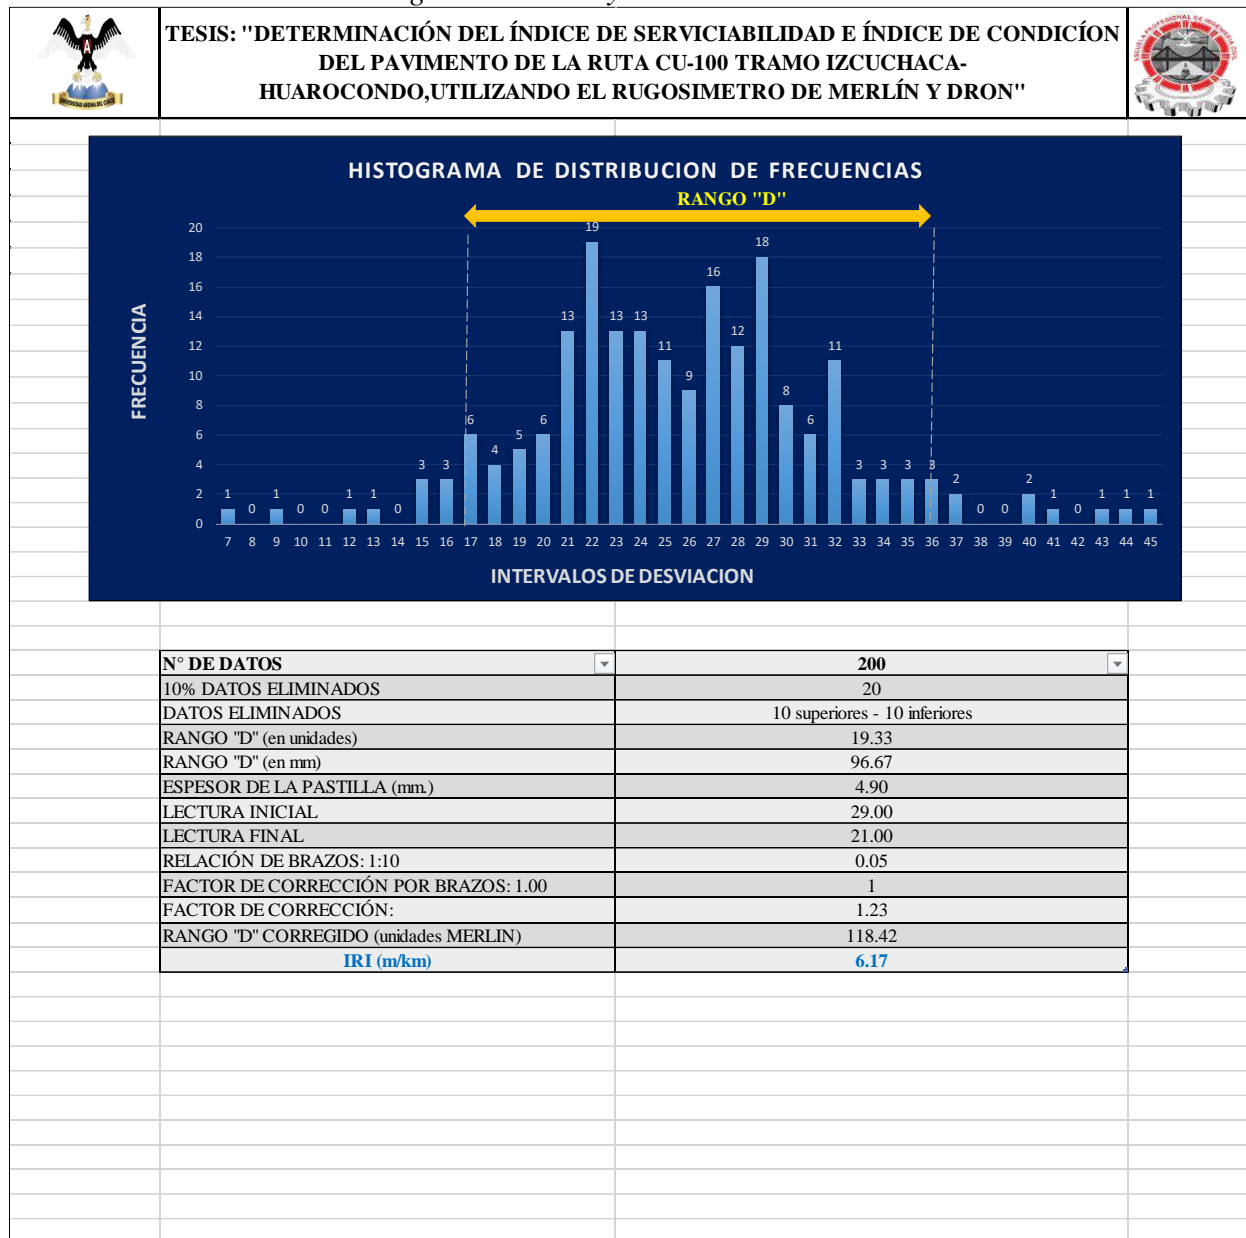 TESIS: "DETERMINACIÓN DEL ÍNDICE DE SERVICIABILIDAD E ÍNDICE DE CONDICÍON
DEL PAVIMENTO DE LA RUTA CU-100 TRAMO IZCUCHACA-
HUAROCONDO,UTILIZANDO EL RUGOSIMETRO DE MERLÍN Y DRON"
HISTOGRAMA DE DISTRIBUCION DE FRECUENCIAS
RANGO "D"
FRECUENCIA
20
18
16
14
12
10
8
6
4
2
0
1 0 1 0 0 1 1 0 3 3 6 4 5 6 13 19 13 13 11 9 16 12 18 8 6 11 3 3 3 3 2 0 0 2 1 0 1 1 1
7 8 9 10 11 12 13 14 15 16 17 18 19 20 21 22 23 24 25 26 27 28 29 30 31 32 33 34 35 36 37 38 39 40 41 42 43 44 45
INTERVALOS DE DESVIACION
N° DE DATOS 200
10% DATOS ELIMINADOS 20
DATOS ELIMINADOS 10 superiores - 10 inferiores
RANGO "D" (en unidades) 19.33
RANGO "D" (en mm) 96.67
ESPESOR DE LA PASTILLA (mm.) 4.90
LECTURA INICIAL 29.00
LECTURA FINAL 21.00
RELACIÓN DE BRAZOS: 1:10 0.05
FACTOR DE CORRECCIÓN POR BRAZOS: 1.00 1
FACTOR DE CORRECCIÓN: 1.23
RANGO "D" CORREGIDO (unidades MERLIN) 118.42
IRI (m/km) 6.17